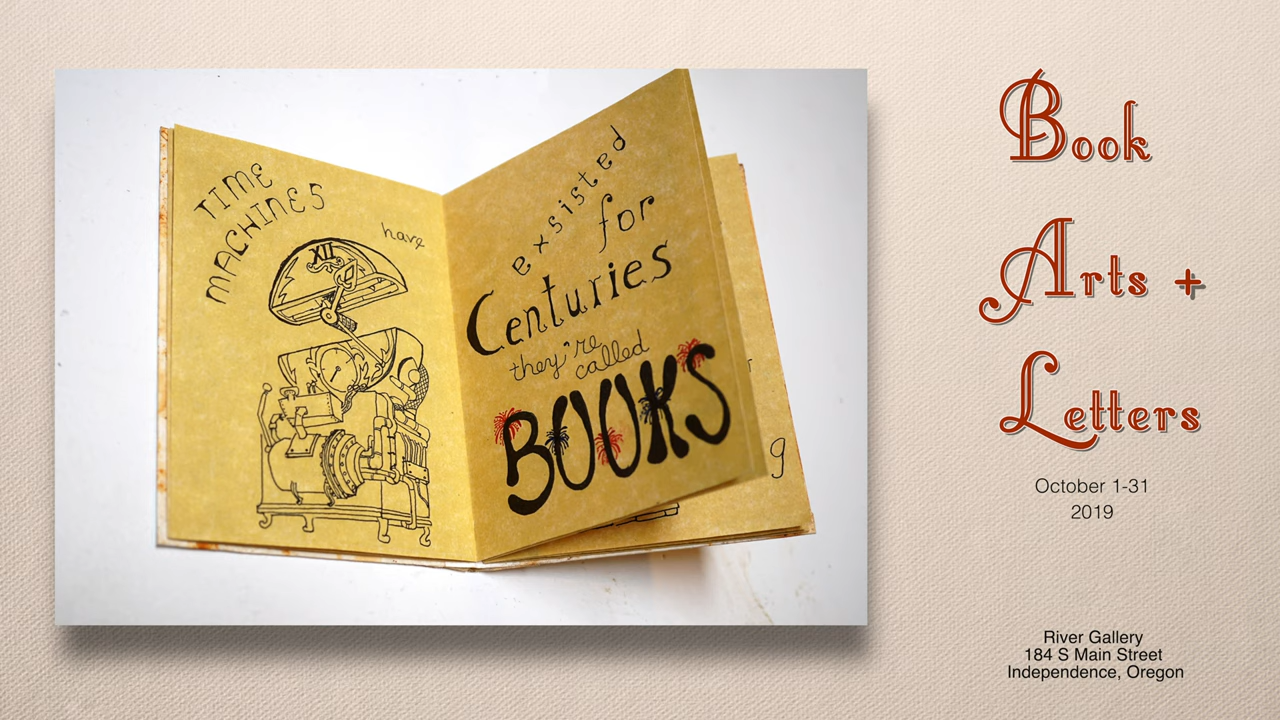 TIME
MACHINES
have
XII
exsisted
for
Centuries
they're
called
BOOKS
g
Book
Arts +
Letters
October 1-31
2019
River Gallery
184 S Main Street
Independence, Oregon